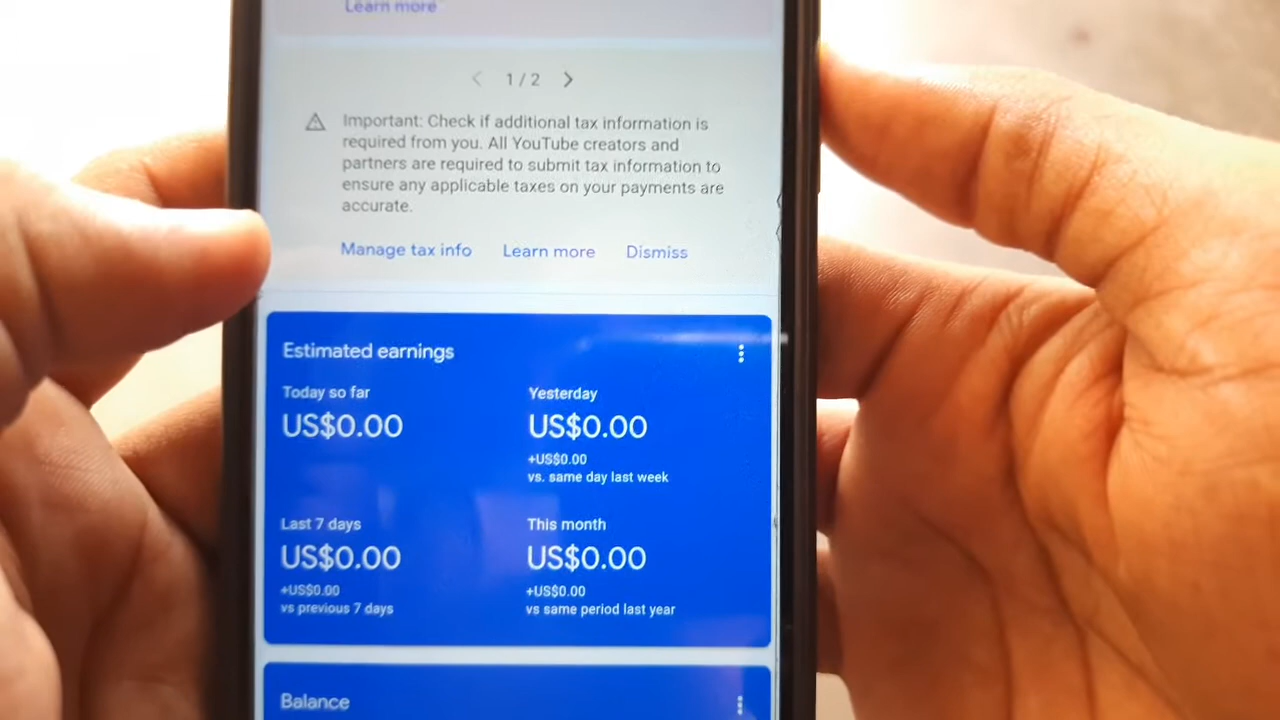 Learn more
1 / 2
Important: Check if additional tax information is
required from you. All YouTube creators and
partners are required to submit tax information to
ensure any applicable taxes on your payments are
accurate.
Manage tax info Learn more Dismiss
Estimated earnings
Today so far Yesterday
US$0.00 US$0.00
+US$0.00
vs. same day last week
Last 7 days This month
US$0.00 US$0.00
+US$0.00 +US$0.00
vs previous 7 days vs same period last year
Balance